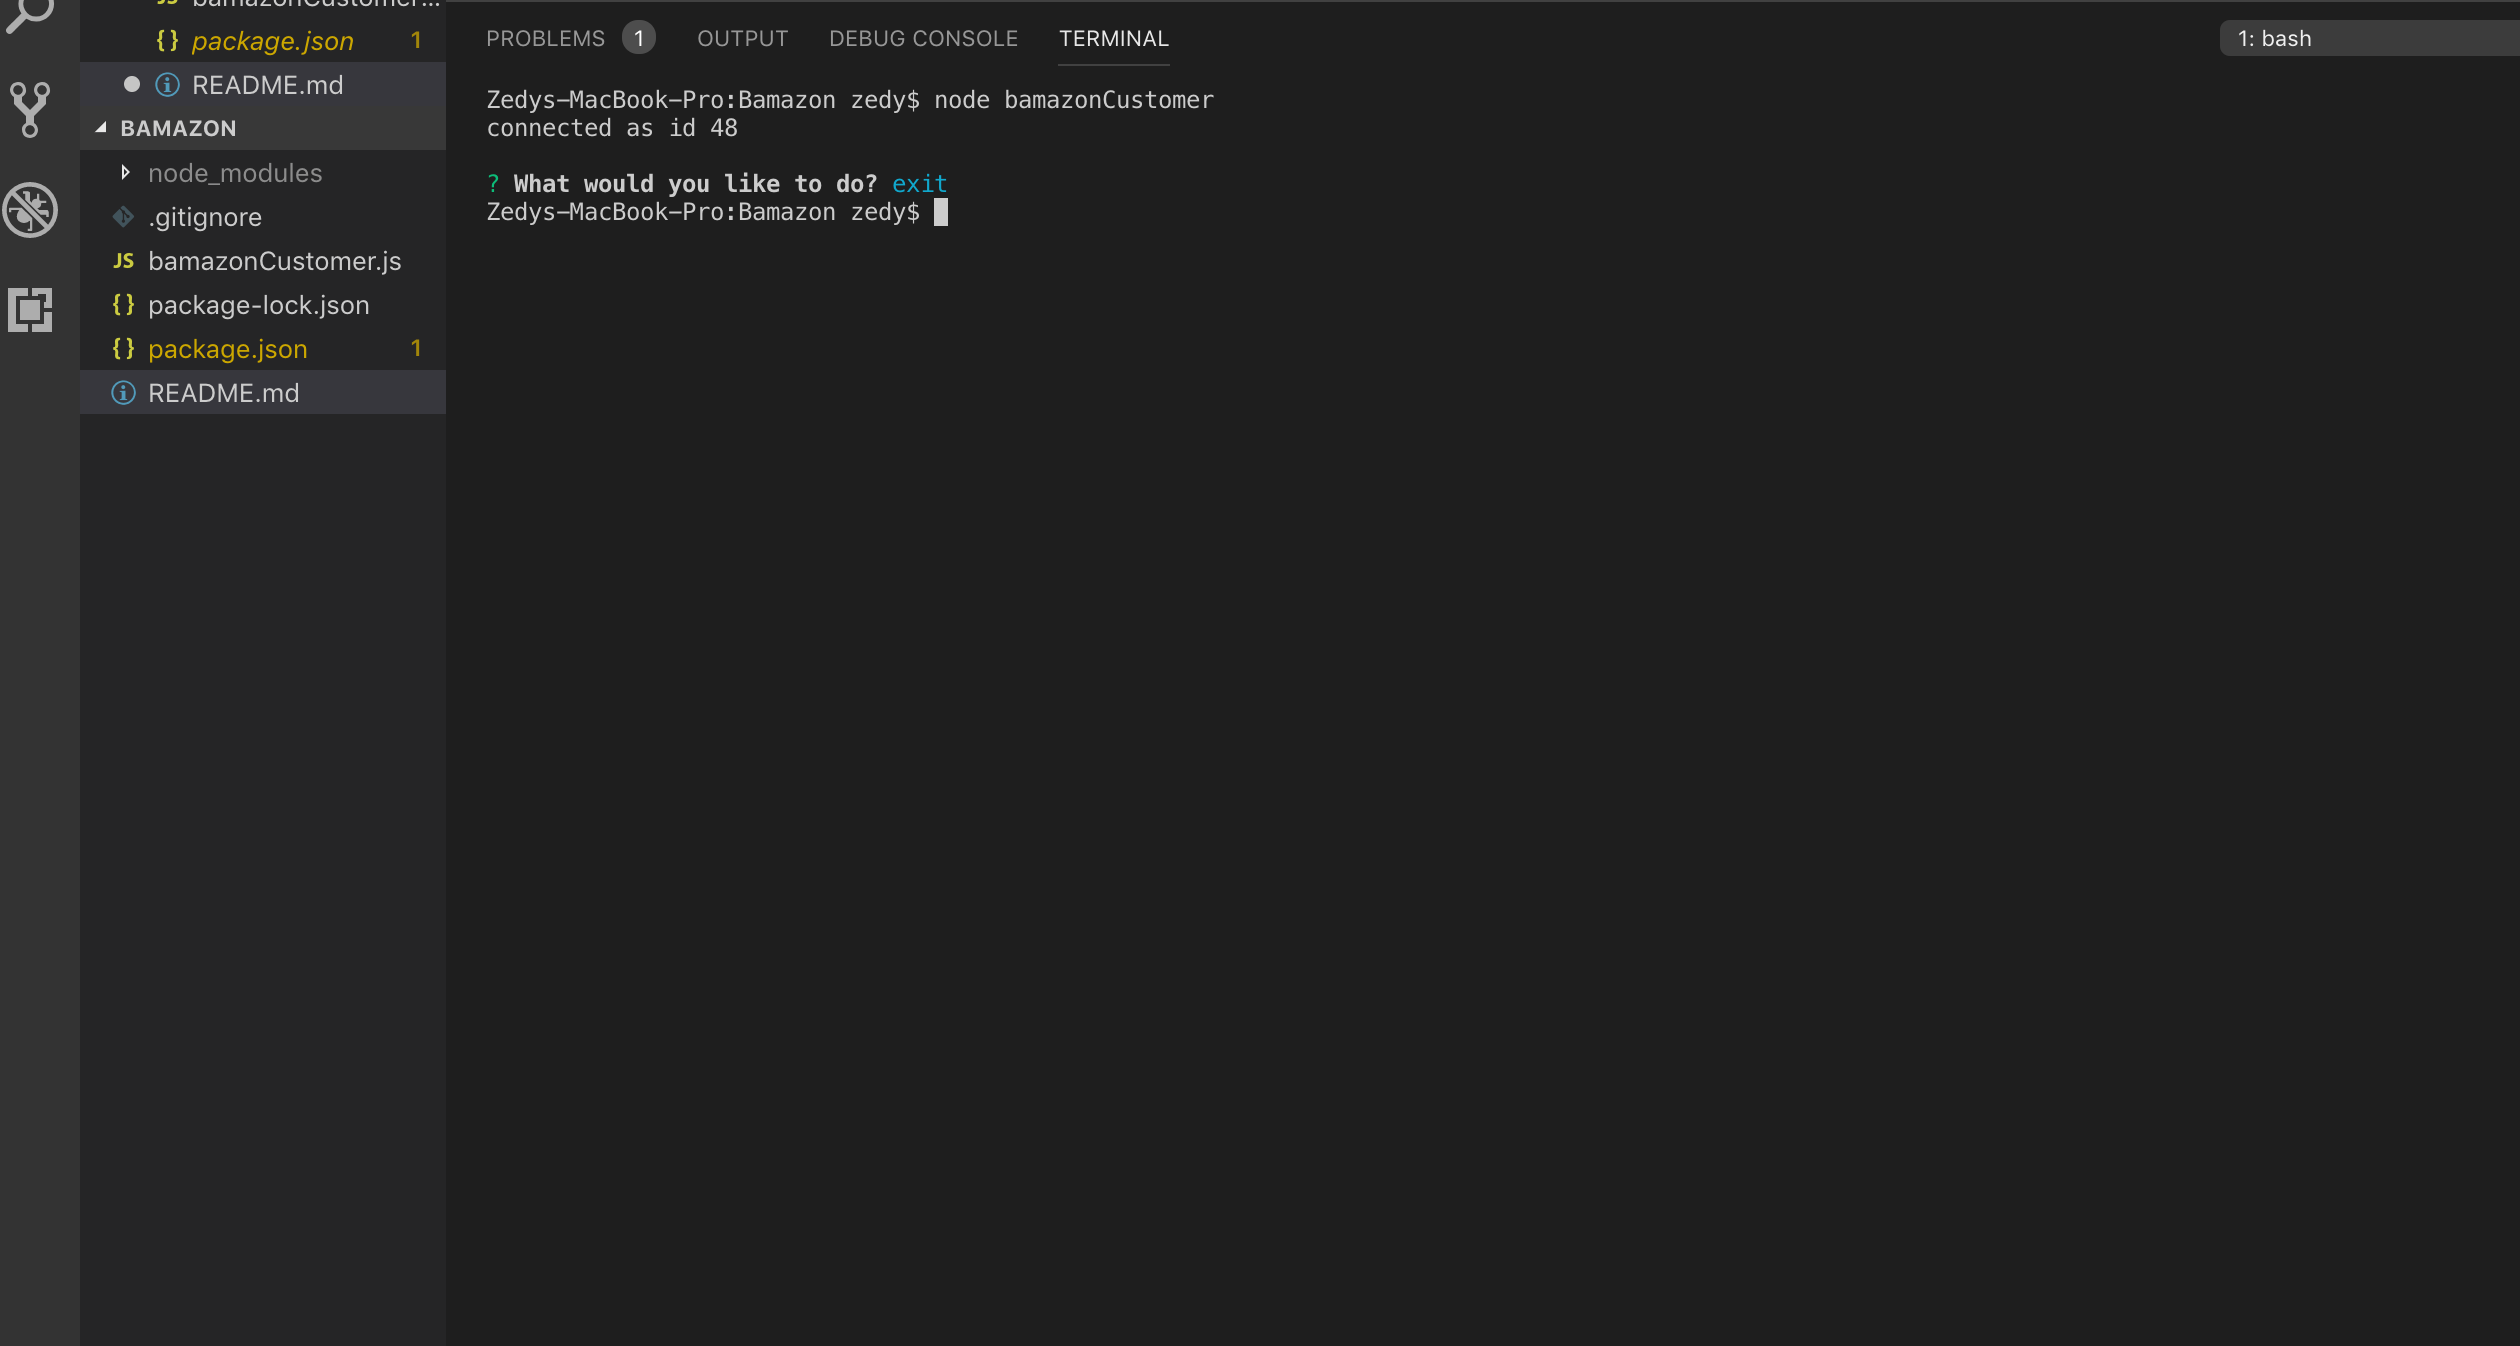 JS bamazonCustomer...
{} package.json 1
README.md
BAMAZON
node_modules
.gitignore
JS bamazonCustomer.js
{} package-lock.json
{} package.json 1
README.md
PROBLEMS 1 OUTPUT DEBUG CONSOLE TERMINAL
1: bash
Zedys-MacBook-Pro:Bamazon zedy$ node bamazonCustomer
connected as id 48
? What would you like to do? exit
Zedys-MacBook-Pro:Bamazon zedy$